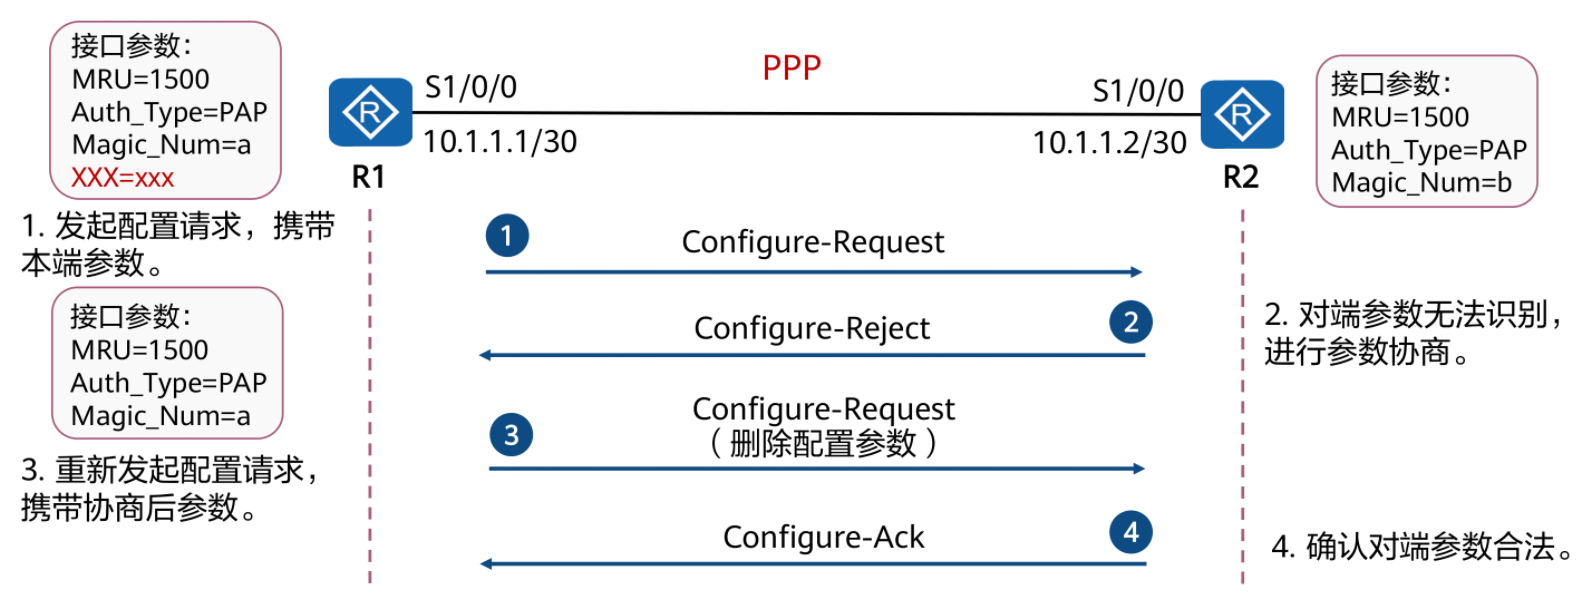 接口参数：
MRU=1500
Auth_Type=PAP
Magic_Num=a
XXX=xxx
R
S1/0/0
10.1.1.1/30
R1
PPP
S1/0/0
10.1.1.2/30
R
R2
接口参数：
MRU=1500
Auth_Type=PAP
Magic_Num=b
1. 发起配置请求，携带
本端参数。
1
Configure-Request
接口参数：
MRU=1500
Auth_Type=PAP
Magic_Num=a
Configure-Reject
2
2. 对端参数无法识别，
进行参数协商。
3. 重新发起配置请求，
携带协商后参数。
3
Configure-Request
（删除配置参数）
Configure-Ack
4
4. 确认对端参数合法。